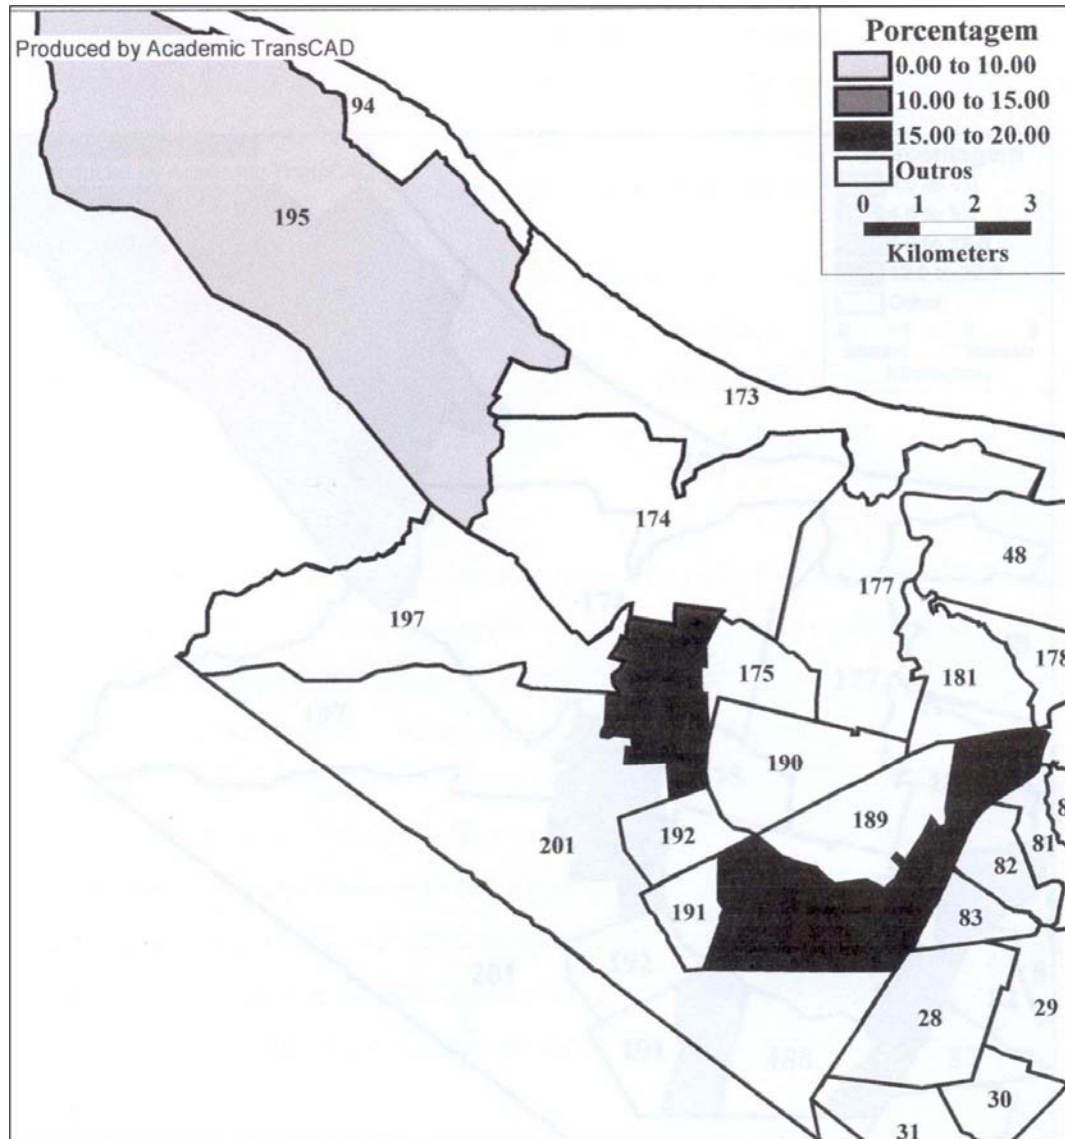 Produced by Academic TransCAD
Porcentagem
0.00 to 10.00
10.00 to 15.00
15.00 to 20.00
Outros
0 1 2 3
Kilometers
94
195
173
174
48
177
197
175
181
178
190
189
201
192
82
81
191
83
28
29
30
31